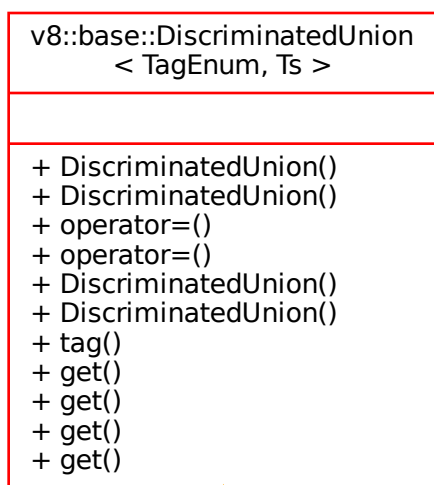 v8::base::DiscriminatedUnion
< TagEnum, Ts >
+ DiscriminatedUnion()
+ DiscriminatedUnion()
+ operator=()
+ operator=()
+ DiscriminatedUnion()
+ DiscriminatedUnion()
+ tag()
+ get()
+ get()
+ get()
+ get()